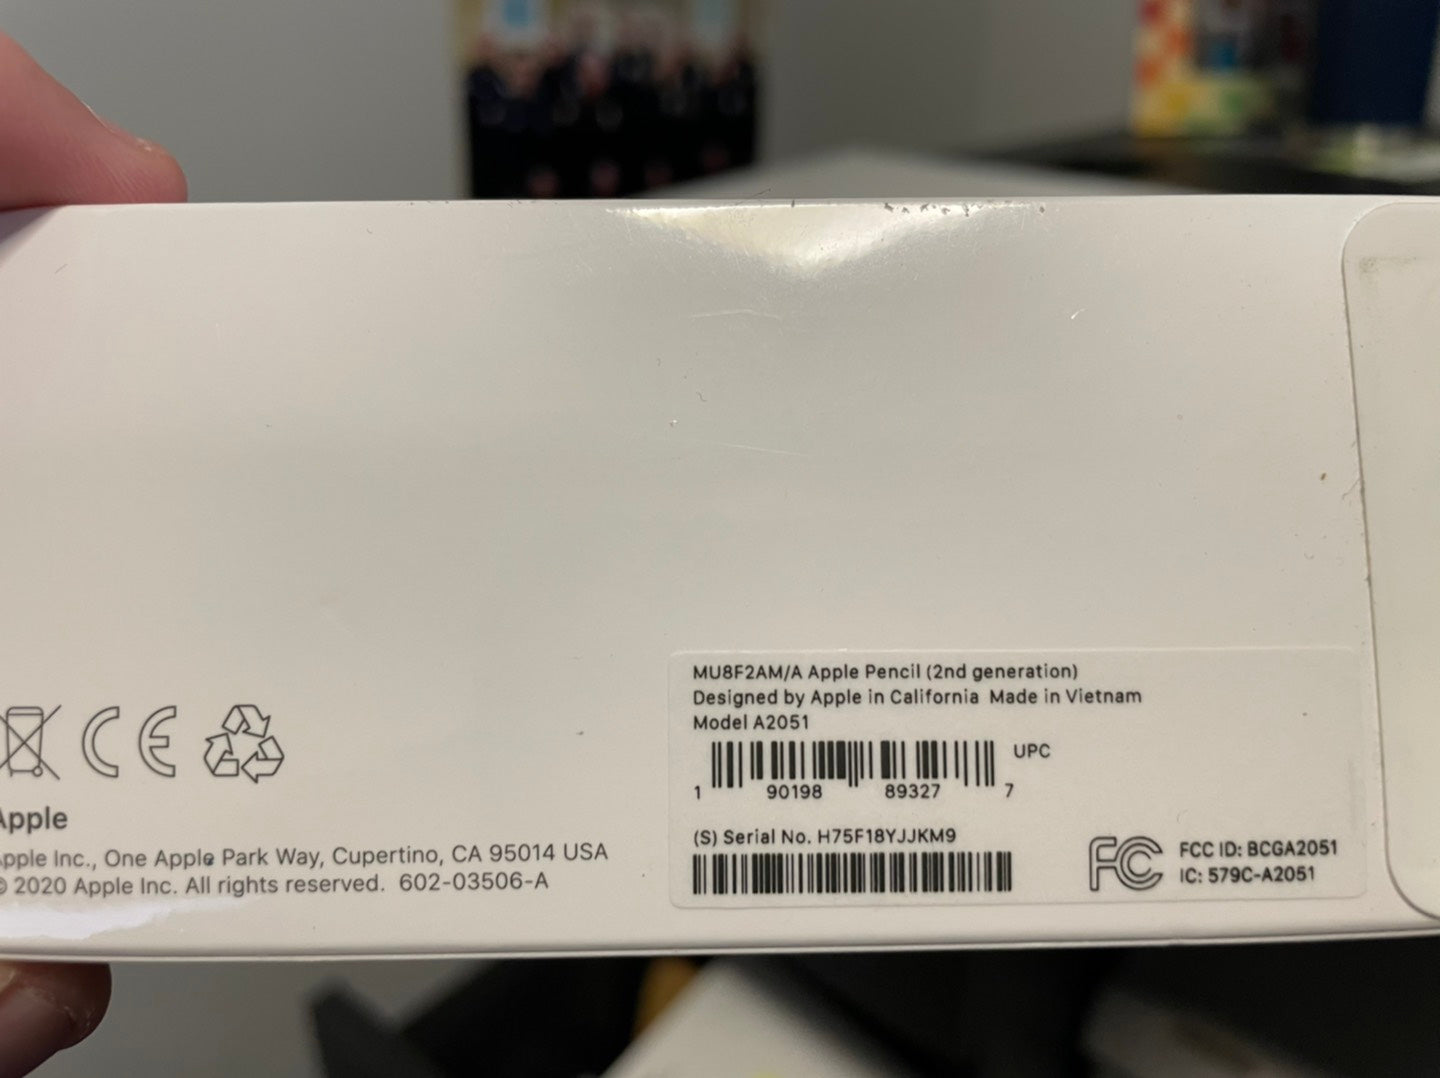 Apple
Apple Inc., One Apple Park Way, Cupertino, CA 95014 USA
© 2020 Apple Inc. All rights reserved. 602-03506-A
MU8F2AM/A Apple Pencil (2nd generation)
Designed by Apple in California Made in Vietnam
Model A2051
UPC
1 90198 89327 7
(S) Serial No. H75F18YJJKM9
FCC ID: BCGA2051
IC: 579C-A2051